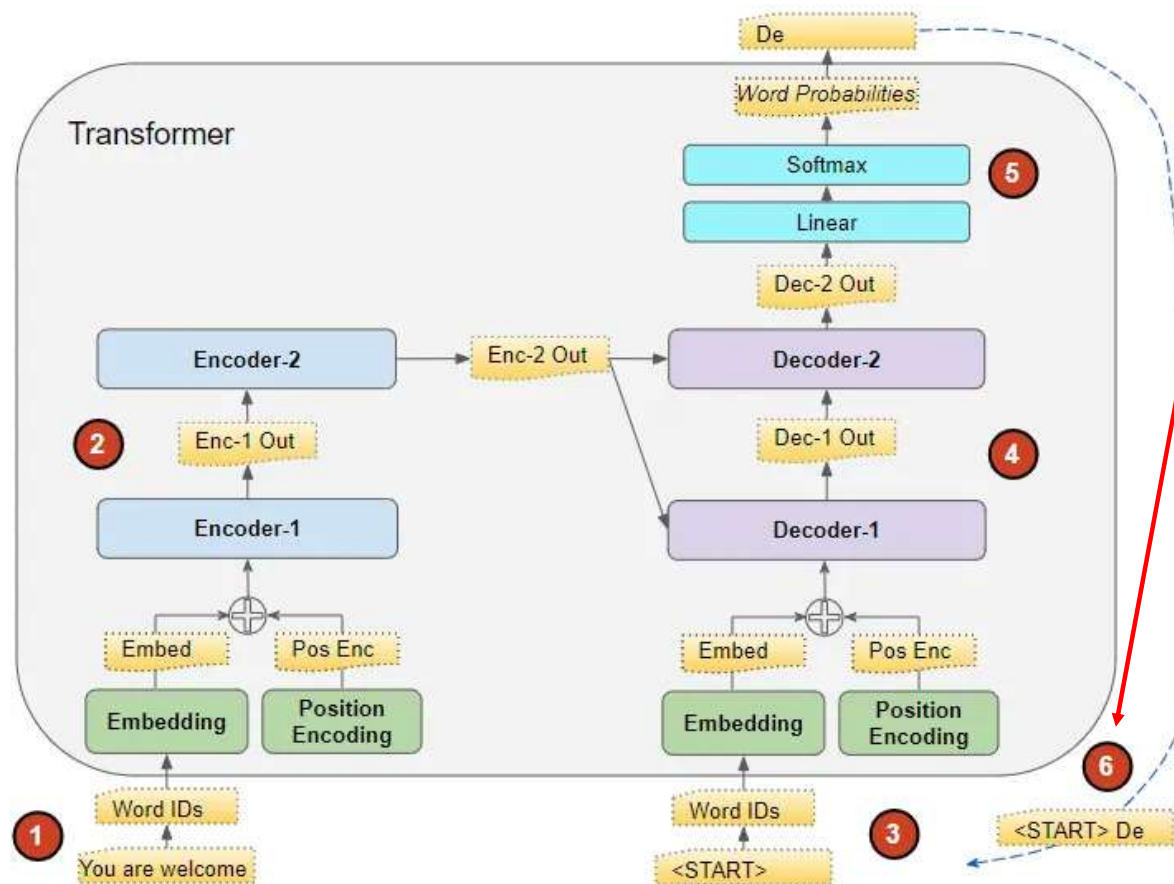 De
Word Probabilities
Transformer
Softmax
5
Linear
Dec-2 Out
Encoder-2
Enc-2 Out
Decoder-2
2
Enc-1 Out
Dec-1 Out
4
Encoder-1
Decoder-1
Embed
Pos Enc
Embed
Pos Enc
Embedding
Position
Encoding
Embedding
Position
Encoding
6
1
Word IDs
Word IDs
3
<START> De
You are welcome
<START>